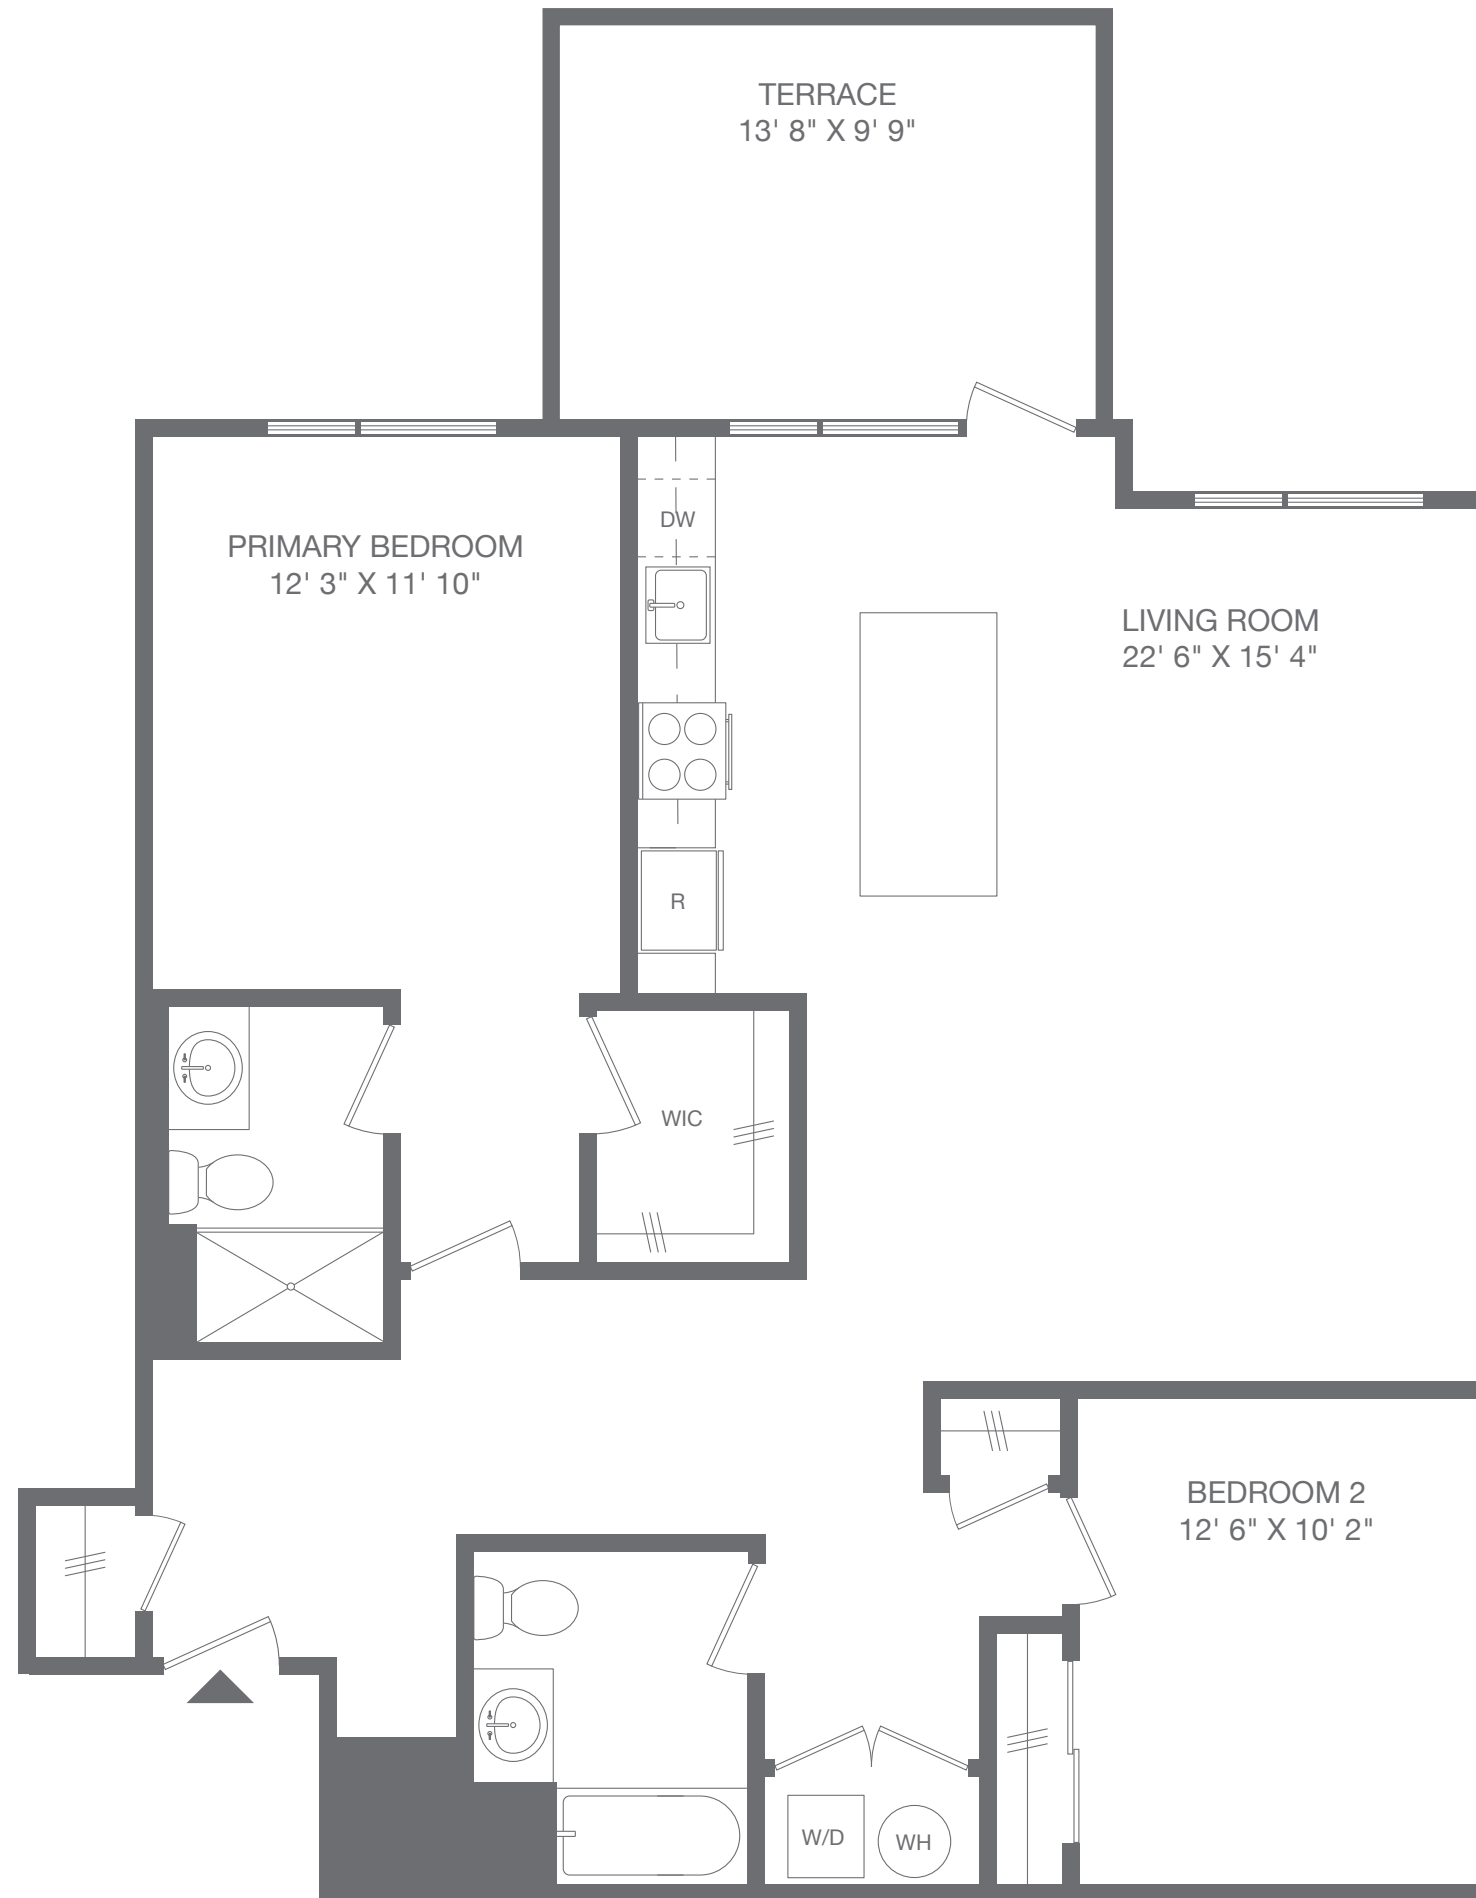 TERRACE
13' 8" X 9' 9"
DW
PRIMARY BEDROOM
12' 3" X 11' 10"
LIVING ROOM
22' 6" X 15' 4"
R
WIC
BEDROOM 2
12' 6" X 10' 2"
W/D
WH